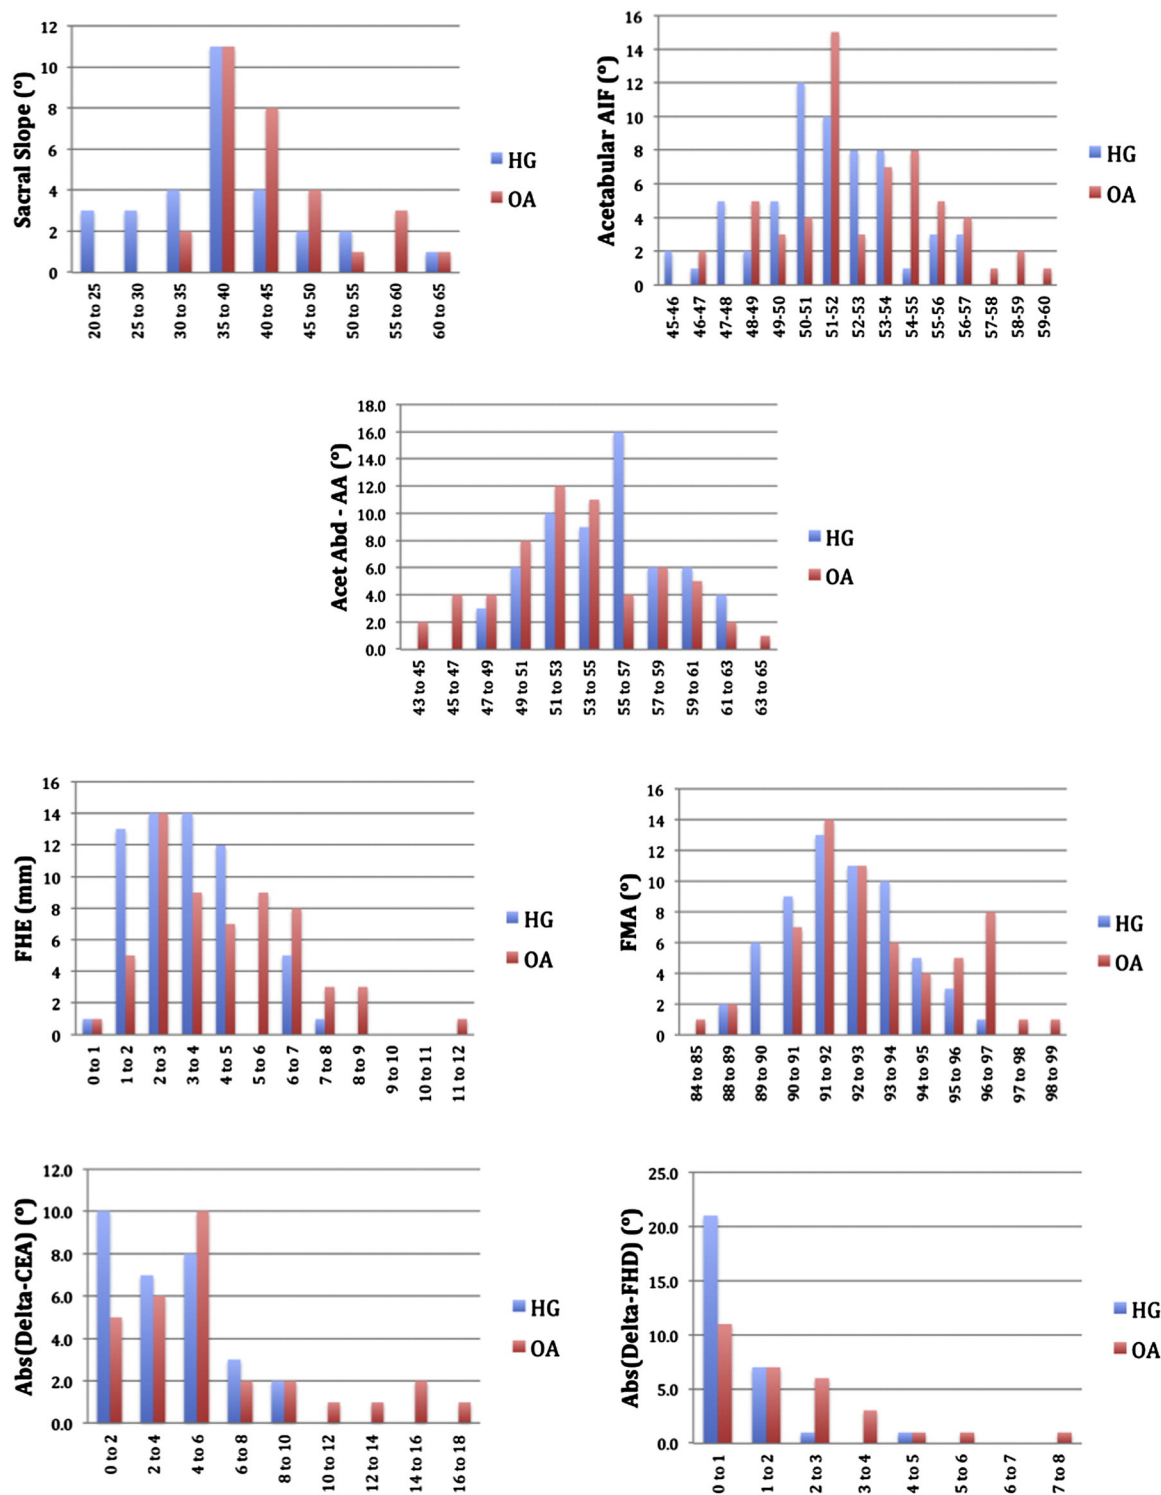 Sacral Slope (º)
12
10
8
6
4
2
0
20 to 25
25 to 30
30 to 35
35 to 40
40 to 45
45 to 50
50 to 55
55 to 60
60 to 65
HG
OA
Acetabular AIF (º)
16
14
12
10
8
6
4
2
0
45-46
46-47
47-48
48-49
49-50
50-51
51-52
52-53
53-54
54-55
55-56
56-57
57-58
58-59
59-60
HG
OA
Acet Abd - AA (º)
18.0
16.0
14.0
12.0
10.0
8.0
6.0
4.0
2.0
0.0
43 to 45
45 to 47
47 to 49
49 to 51
51 to 53
53 to 55
55 to 57
57 to 59
59 to 61
61 to 63
63 to 65
HG
OA
FHE (mm)
16
14
12
10
8
6
4
2
0
0 to 1
1 to 2
2 to 3
3 to 4
4 to 5
5 to 6
6 to 7
7 to 8
8 to 9
9 to 10
10 to 11
11 to 12
HG
OA
FMA (º)
16
14
12
10
8
6
4
2
0
84 to 85
88 to 89
89 to 90
90 to 91
91 to 92
92 to 93
93 to 94
94 to 95
95 to 96
96 to 97
97 to 98
98 to 99
HG
OA
Abs(Delta-CEA) (º)
12.0
10.0
8.0
6.0
4.0
2.0
0.0
0 to 2
2 to 4
4 to 6
6 to 8
8 to 10
10 to 12
12 to 14
14 to 16
16 to 18
HG
OA
Abs(Delta-FHD) (º)
25.0
20.0
15.0
10.0
5.0
0.0
0 to 1
1 to 2
2 to 3
3 to 4
4 to 5
5 to 6
6 to 7
7 to 8
HG
OA